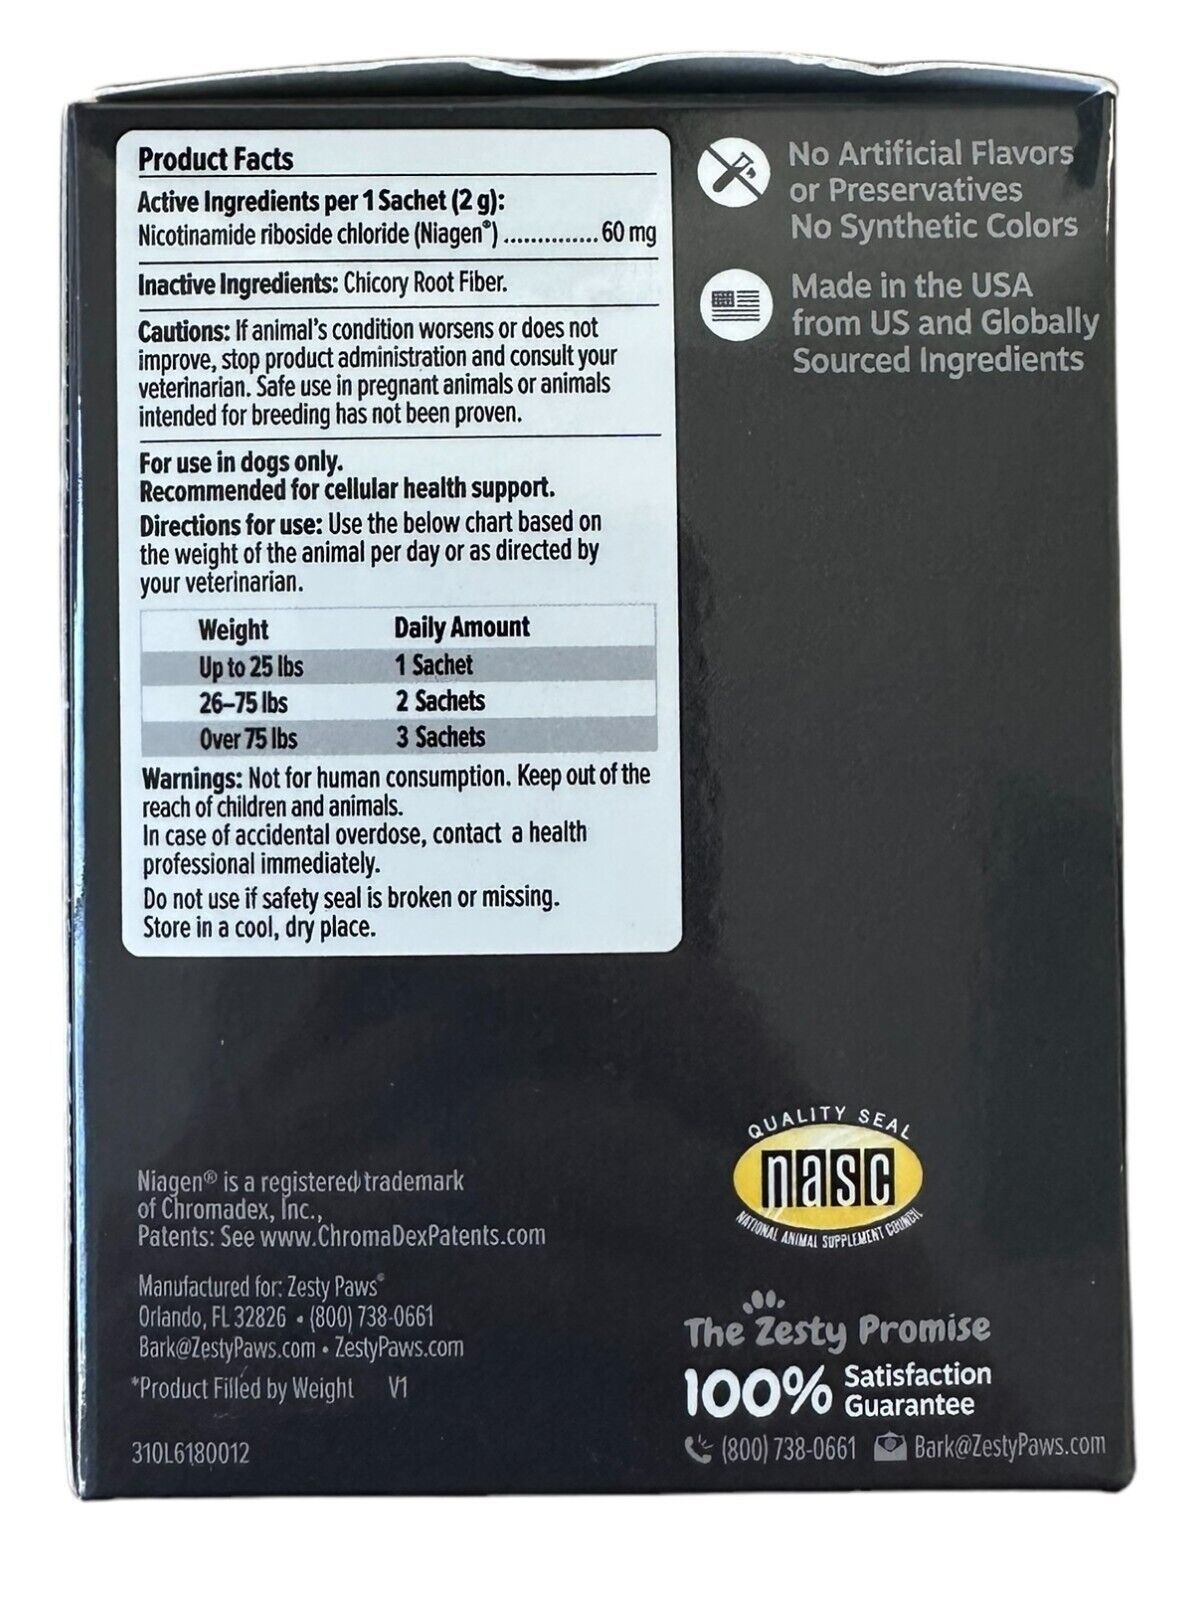 Product Facts
Active Ingredients per 1 Sachet (2 g):
Nicotinamide riboside chloride (Niagen®) .............. 60 mg
Inactive Ingredients: Chicory Root Fiber.
Cautions: If animal's condition worsens or does not
improve, stop product administration and consult your
veterinarian. Safe use in pregnant animals or animals
intended for breeding has not been proven.
For use in dogs only.
Recommended for cellular health support.
Directions for use: Use the below chart based on
the weight of the animal per day or as directed by
your veterinarian.
Weight Daily Amount
Up to 25 lbs 1 Sachet
26–75 lbs 2 Sachets
Over 75 lbs 3 Sachets
Warnings: Not for human consumption. Keep out of the
reach of children and animals.
In case of accidental overdose, contact a health
professional immediately.
Do not use if safety seal is broken or missing.
Store in a cool, dry place.
No Artificial Flavors
or Preservatives
No Synthetic Colors
Made in the USA
from US and Globally
Sourced Ingredients
Niagen® is a registered trademark
of Chromadex, Inc.,
Patents: See www.ChromaDexPatents.com
Manufactured for: Zesty Paws®
Orlando, FL 32826 • (800) 738-0661
Bark@ZestyPaws.com • ZestyPaws.com
*Product Filled by Weight V1
310L6180012
QUALITY SEAL
nasc
NATIONAL ANIMAL SUPPLEMENT COUNCIL
The Zesty Promise
100% Satisfaction
Guarantee
(800) 738-0661 Bark@ZestyPaws.com